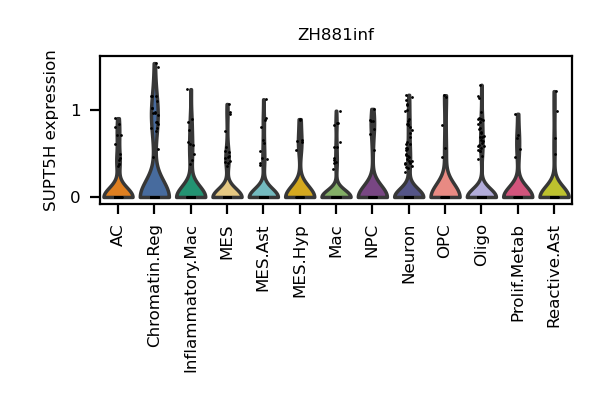 ZH881inf
SUPT5H expression
1
0
AC
Chromatin.Reg
Inflammatory.Mac
MES
MES.Ast
MES.Hyp
Mac
NPC
Neuron
OPC
Oligo
Prolif.Metab
Reactive.Ast